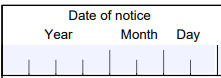 Date of notice
Year Month Day